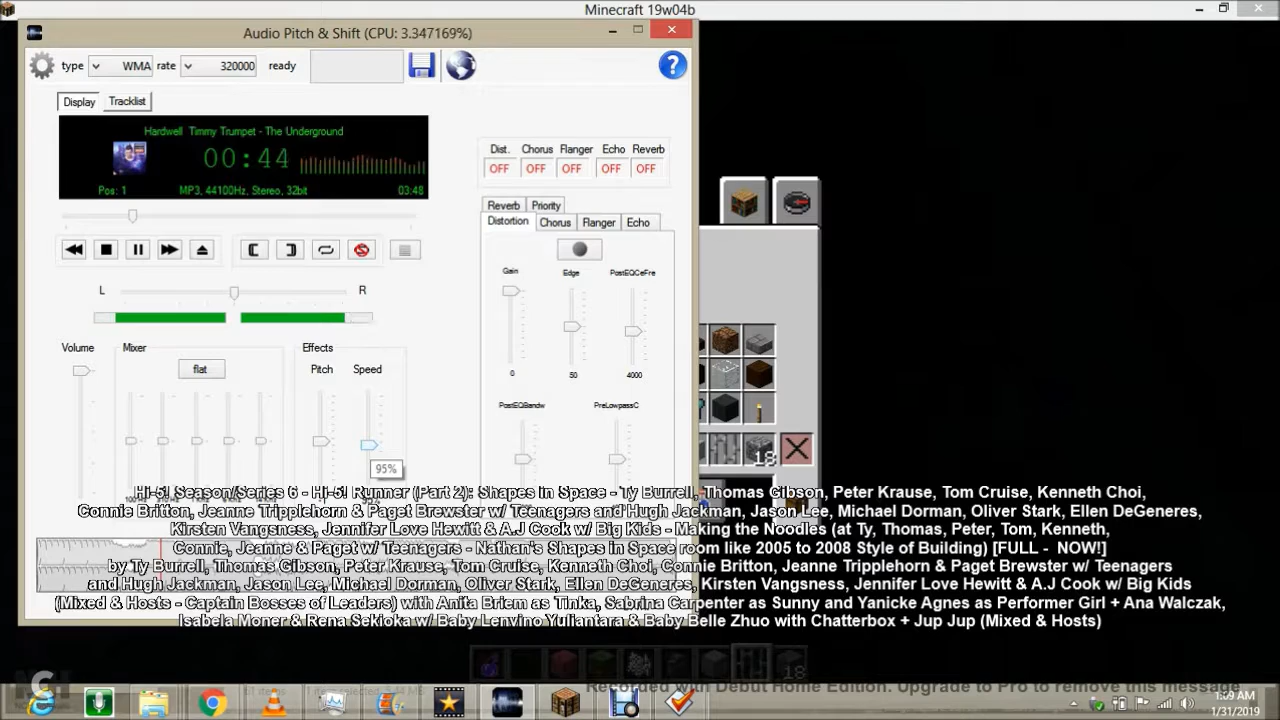 Minecraft 19w04b
Audio Pitch & Shift (CPU: 3.347169%)
type WMA rate 320000 ready
Display Tracklist
Hardwell Timmy Trumpet - The Underground
00:44
Pos: 1 MP3, 44100Hz, Stereo, 32bit 03:48
Dist. Chorus Flanger Echo Reverb
OFF OFF OFF OFF OFF
Reverb Priority
Distortion Chorus Flanger Echo
Gain Edge PostEQCeFre
0 50 4000
L R
Volume Mixer Effects
flat Pitch Speed
PostEQBandw PreLowpassC
95%
18
Hi-5! Season/Series 6 - Hi-5! Runner (Part 2): Shapes in Space - Ty Burrell, Thomas Gibson, Peter Krause, Tom Cruise, Kenneth Choi,
Connie Britton, Jeanne Tripplehorn & Paget Brewster w/ Teenagers and Hugh Jackman, Jason Lee, Michael Dorman, Oliver Stark, Ellen DeGeneres,
Kirsten Vangsness, Jennifer Love Hewitt & A.J Cook w/ Big Kids - Making the Noodles (at Ty, Thomas, Peter, Tom, Kenneth,
Connie, Jeanne & Paget w/ Teenagers - Nathan's Shapes in Space room like 2005 to 2008 Style of Building) [FULL - NOW!]
by Ty Burrell, Thomas Gibson, Peter Krause, Tom Cruise, Kenneth Choi, Connie Britton, Jeanne Tripplehorn & Paget Brewster w/ Teenagers
and Hugh Jackman, Jason Lee, Michael Dorman, Oliver Stark, Ellen DeGeneres, Kirsten Vangsness, Jennifer Love Hewitt & A.J Cook w/ Big Kids
(Mixed & Hosts - Captain Bosses of Leaders) with Anita Briem as Tinka, Sabrina Carpenter as Sunny and Yanicke Agnes as Performer Girl + Ana Walczak,
Isabela Moner & Rena Sekioka w/ Baby Lenvino Yuliantara & Baby Belle Zhuo with Chatterbox + Jup Jup (Mixed & Hosts)
18
Recorded with Debut Home Edition. Upgrade to Pro to remove this message
NCH
61 items 1 item selected
1:09 AM
1/31/2019